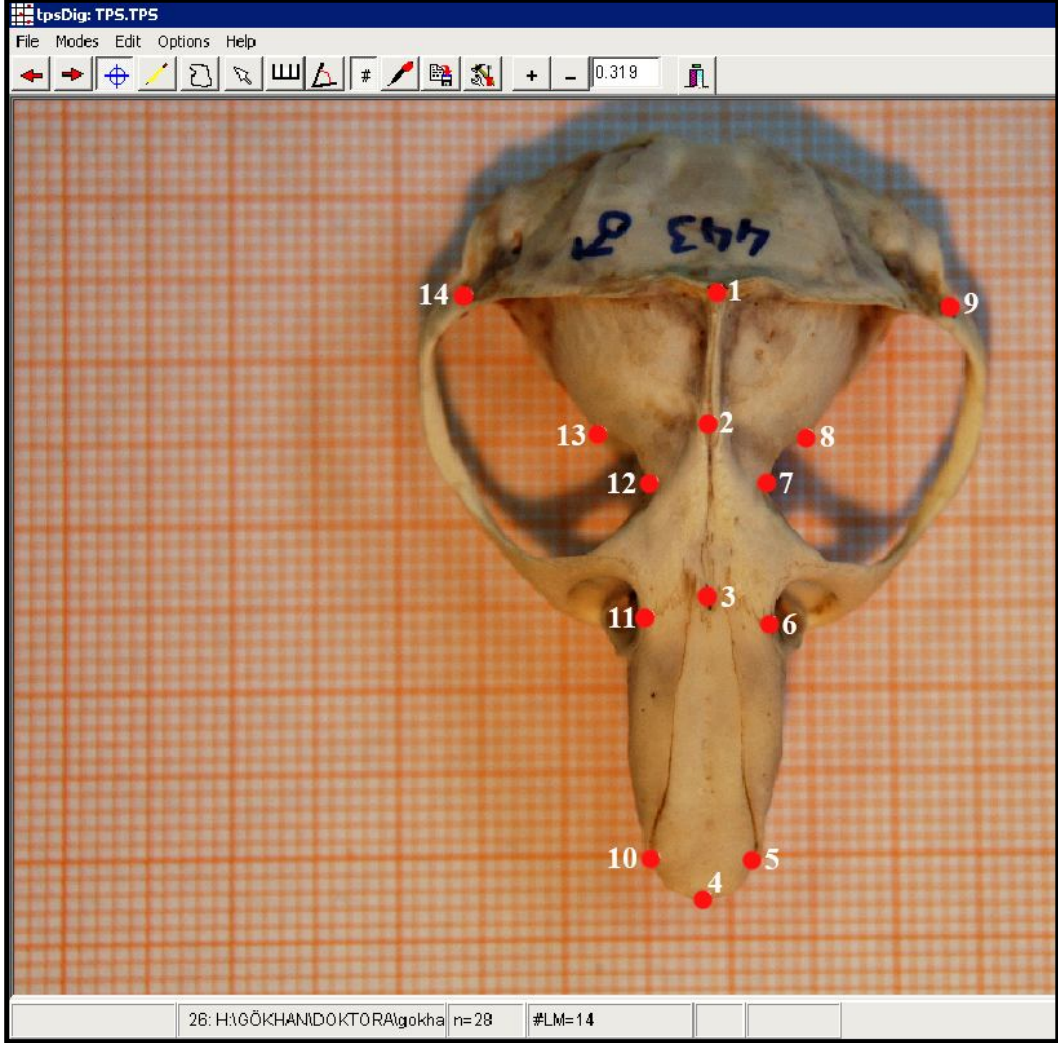 tpsDig: TPS.TPS
File Modes Edit Options Help
# + - 0.319
443 ♂
14 1 9
2
13 8
12 7
3
11 6
10 5
4
26: H:\GÖKHAN\DOKTORA\gokha n=28 #LM=14